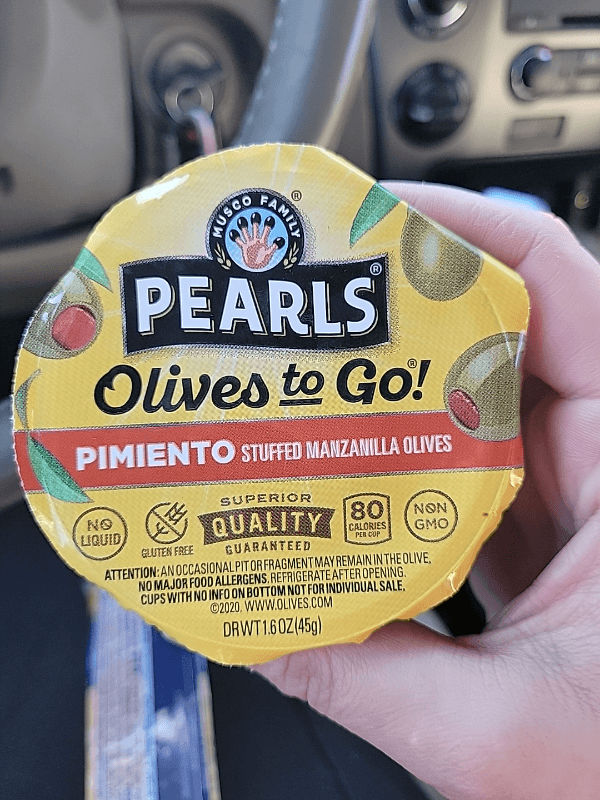 MUSCO FAMILY®
PEARLS®
Olives to Go!®
PIMIENTO STUFFED MANZANILLA OLIVES
NO LIQUID
GLUTEN FREE
SUPERIOR
QUALITY
GUARANTEED
80
CALORIES
PER CUP
NON
GMO
ATTENTION: AN OCCASIONAL PIT OR FRAGMENT MAY REMAIN IN THE OLIVE,
NO MAJOR FOOD ALLERGENS. REFRIGERATE AFTER OPENING.
CUPS WITH NO INFO ON BOTTOM NOT FOR INDIVIDUAL SALE,
©2020. WWW.OLIVES.COM
DR WT 1.6 OZ (45g)